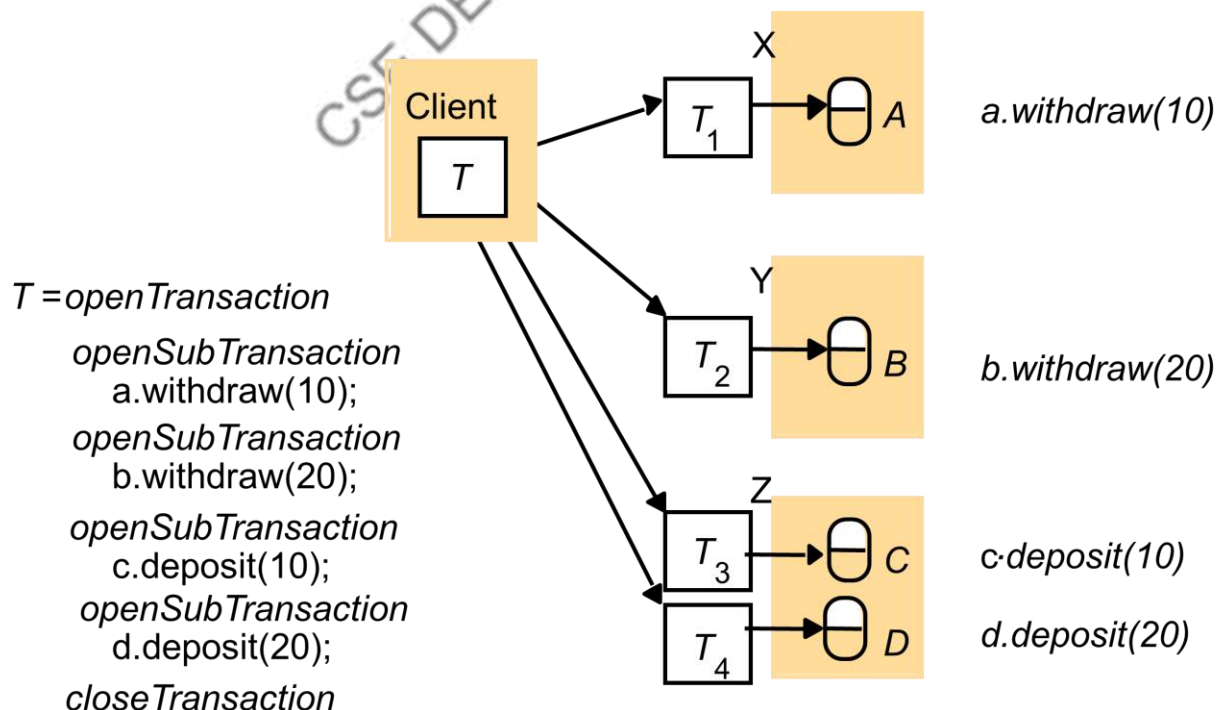 CSE DE
X
Client
T
T1
A
a.withdraw(10)
Y
T = openTransaction
openSubTransaction
a.withdraw(10);
openSubTransaction
b.withdraw(20);
openSubTransaction
c.deposit(10);
openSubTransaction
d.deposit(20);
closeTransaction
T2
B
b.withdraw(20)
Z
T3
C
c·deposit(10)
T4
D
d.deposit(20)